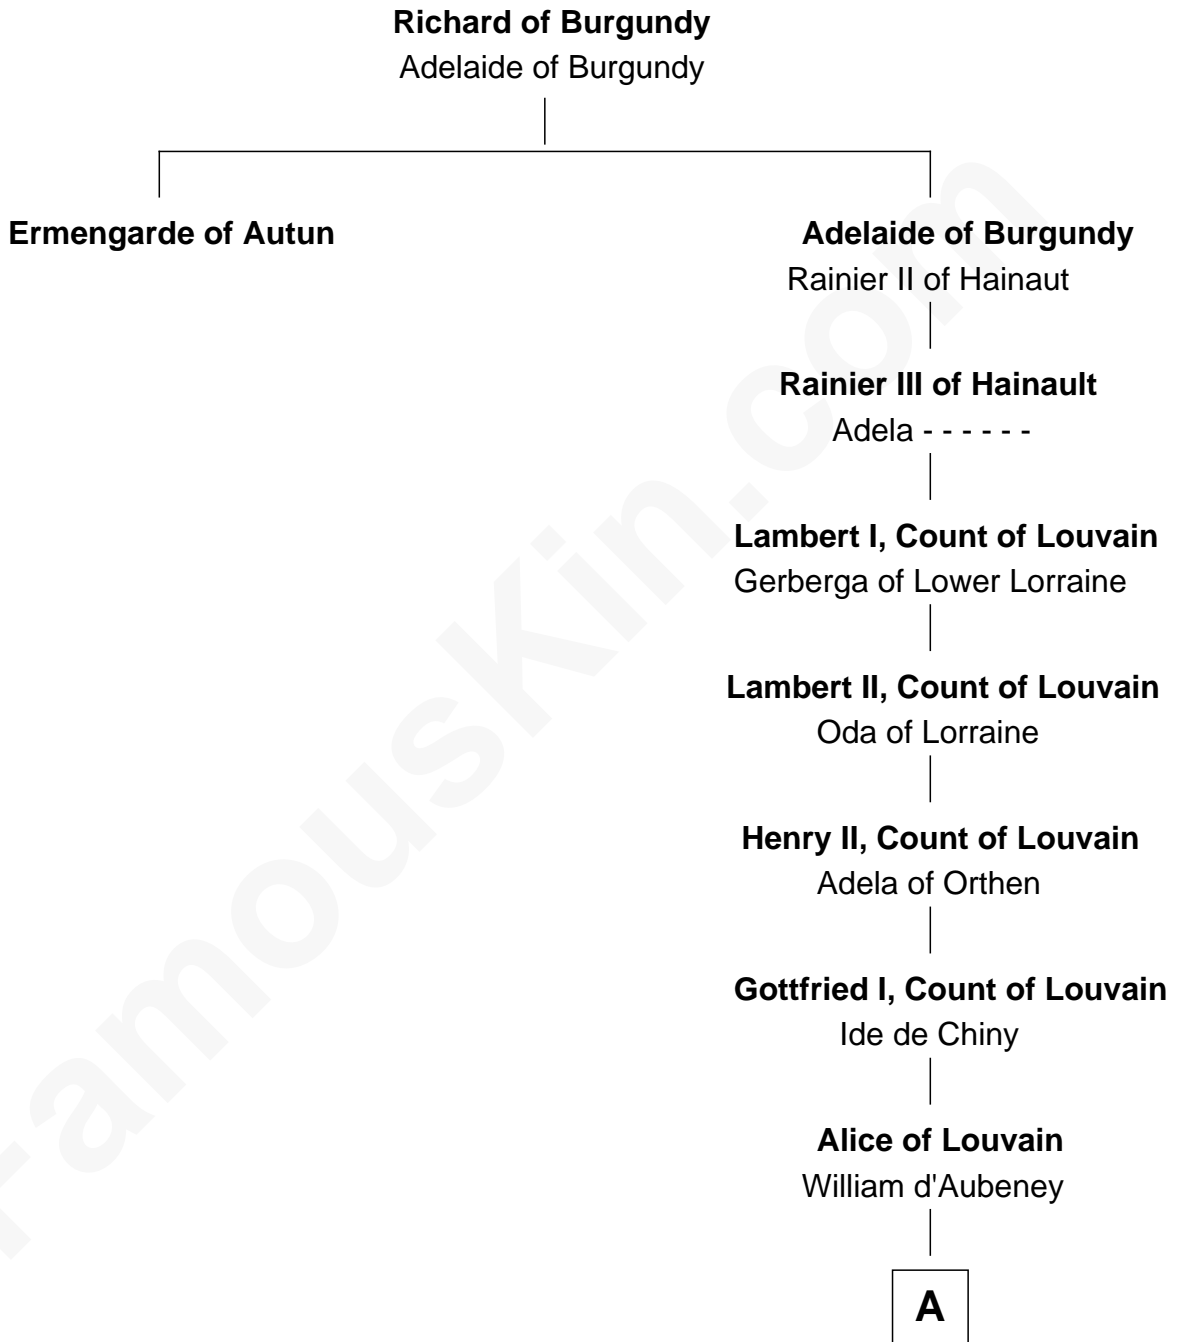 Richard of Burgundy
Adelaide of Burgundy
Ermengarde of Autun
Adelaide of Burgundy
Rainier II of Hainaut
Rainier III of Hainault
Adela - - - - - -
Lambert I, Count of Louvain
Gerberga of Lower Lorraine
Lambert II, Count of Louvain
Oda of Lorraine
Henry II, Count of Louvain
Adela of Orthen
Gottfried I, Count of Louvain
Ide de Chiny
Alice of Louvain
William d'Aubeney
A
FamousKin.com